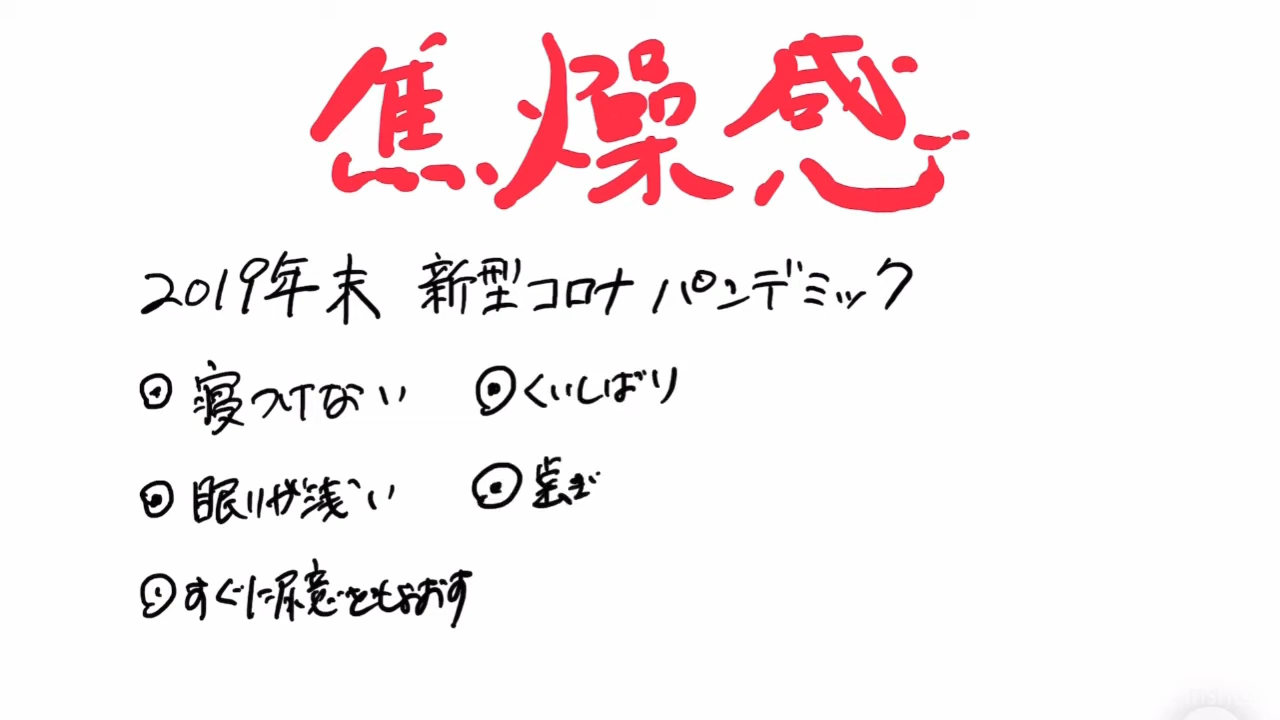 焦燥感
2019年末 新型コロナ パンデミック
寝つけない
眠りが浅い
すぐに尿意をもよおす
くいしばり
歯ぎ